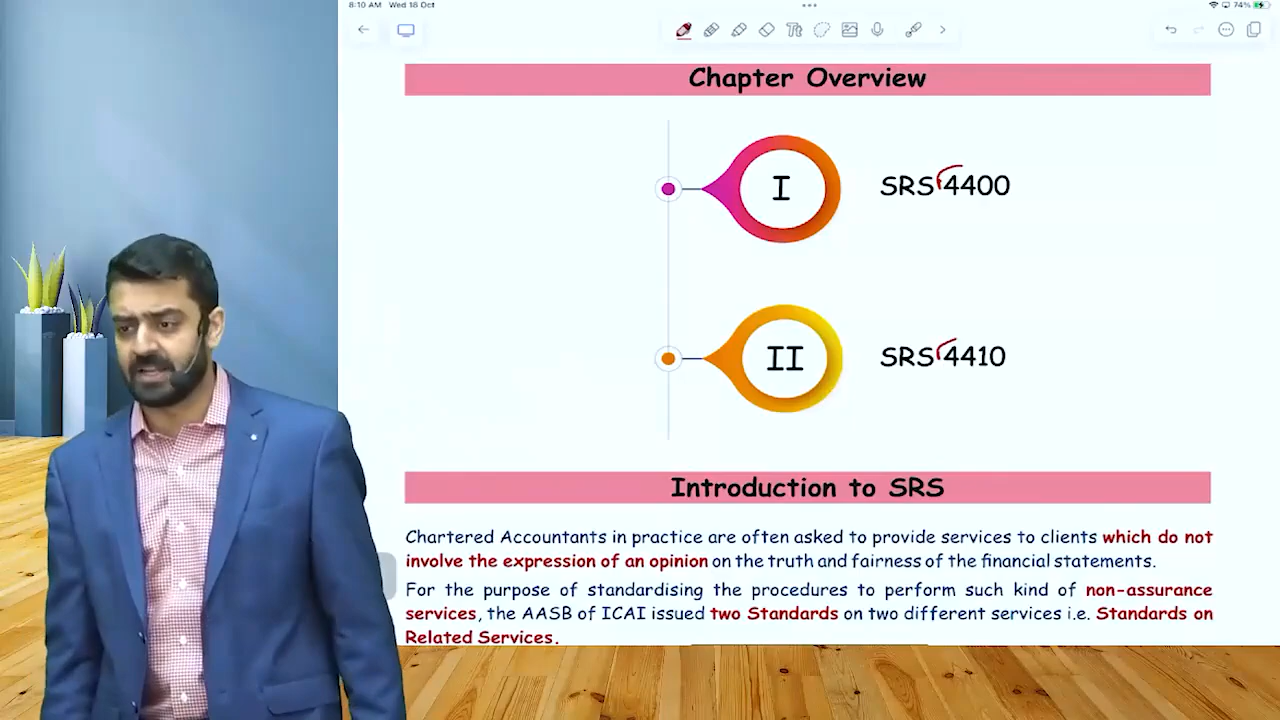 8:10 AM Wed 18 Oct
74%
Chapter Overview
I
SRS 4400
II
SRS 4410
Introduction to SRS
Chartered Accountants in practice are often asked to provide services to clients which do not
involve the expression of an opinion on the truth and fairness of the financial statements.
For the purpose of standardising the procedures to perform such kind of non-assurance
services, the AASB of ICAI issued two Standards on two different services i.e. Standards on
Related Services.